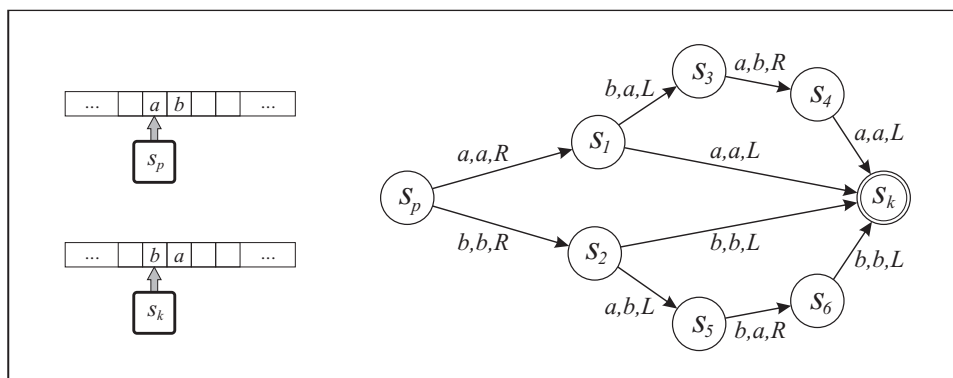 ... a b ...
s_p
... b a ...
s_k
S_p
a,a,R
b,b,R
S_1
b,a,L
a,a,L
S_3
a,b,R
S_4
a,a,L
S_k
S_2
b,b,L
a,b,L
S_5
b,a,R
S_6
b,b,L